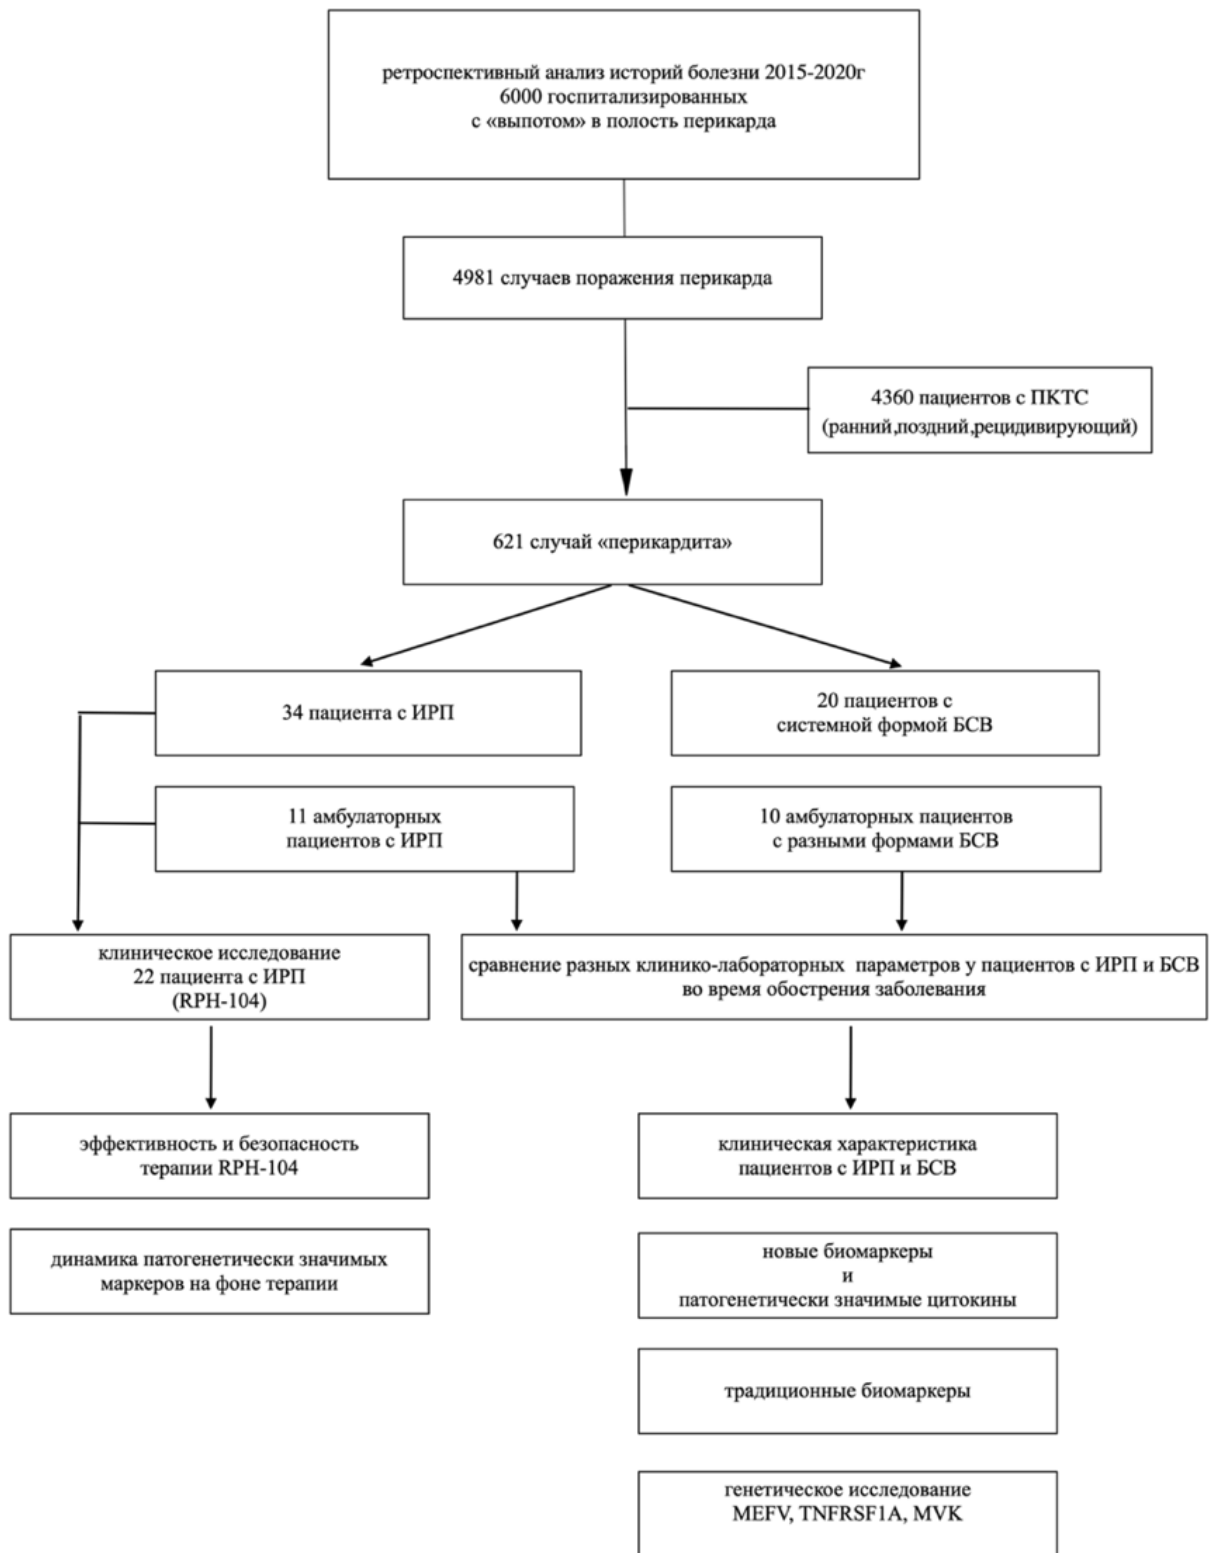 ретроспективный анализ историй болезни 2015-2020г
6000 госпитализированных
с «выпотом» в полость перикарда
4981 случаев поражения перикарда
4360 пациентов с ПКТС
(ранний,поздний,рецидивирующий)
621 случай «перикардита»
34 пациента с ИРП
20 пациентов с
системной формой БСВ
11 амбулаторных
пациентов с ИРП
10 амбулаторных пациентов
с разными формами БСВ
клиническое исследование
22 пациента с ИРП
(RPH-104)
сравнение разных клинико-лабораторных параметров у пациентов с ИРП и БСВ
во время обострения заболевания
эффективность и безопасность
терапии RPH-104
клиническая характеристика
пациентов с ИРП и БСВ
динамика патогенетически значимых
маркеров на фоне терапии
новые биомаркеры
и
патогенетически значимые цитокины
традиционные биомаркеры
генетическое исследование
MEFV, TNFRSF1A, MVK